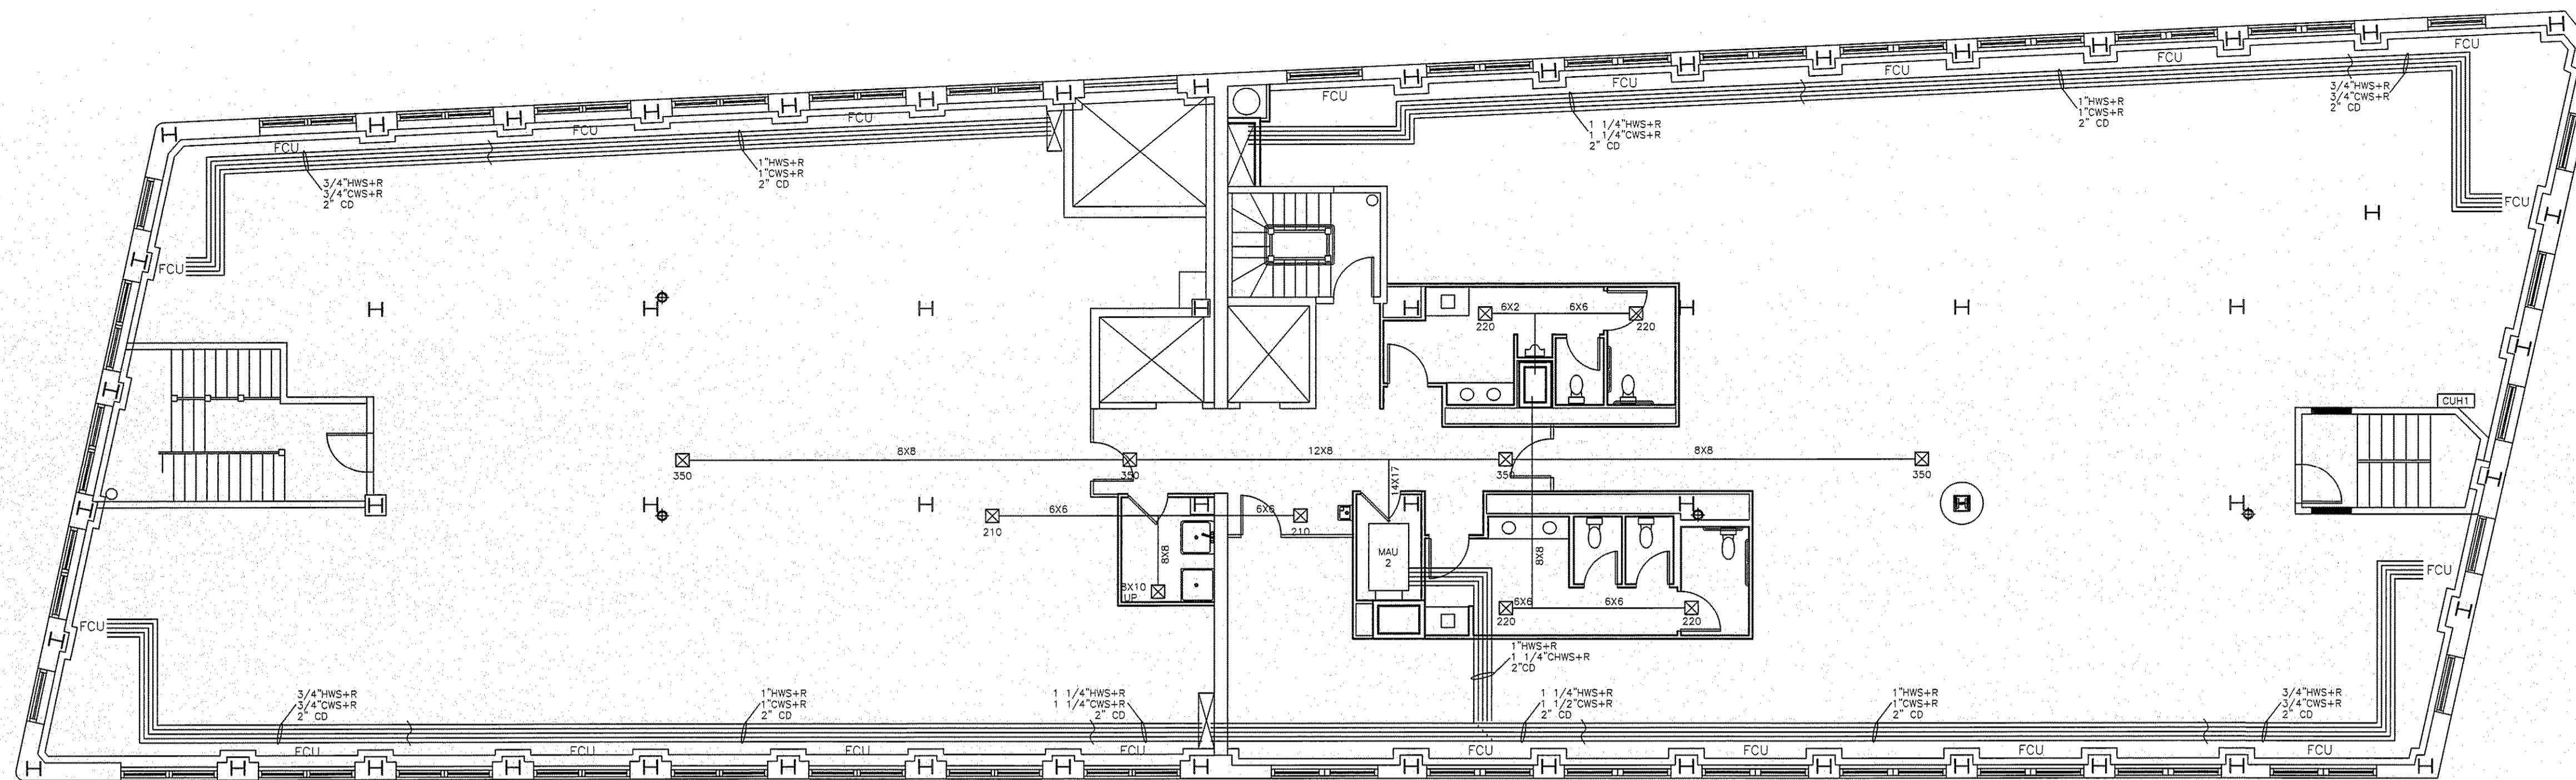 FCU
FCU
FCU
FCU
FCU
FCU
FCU
FCU
3/4"HWS+R
3/4"CWS+R
2" CD
1"HWS+R
1"CWS+R
2" CD
1 1/4"HWS+R
1 1/4"CWS+R
2" CD
1"HWS+R
1"CWS+R
2" CD
3/4"HWS+R
3/4"CWS+R
2" CD
FCU
FCU
6X2
6X6
220
220
CUH1
8X8
12X8
8X8
350
350
350
350
14X17
6X6
6X6
210
210
8X8
8X10
UP
MAU
2
8X8
6X6
6X6
220
220
FCU
FCU
1"HWS+R
1 1/4"CHWS+R
2"CD
3/4"HWS+R
3/4"CWS+R
2" CD
1"HWS+R
1"CWS+R
2" CD
1 1/4"HWS+R
1 1/4"CWS+R
2" CD
1 1/4"HWS+R
1 1/2"CWS+R
2" CD
1"HWS+R
1"CWS+R
2" CD
3/4"HWS+R
3/4"CWS+R
2" CD
FCU
FCU
FCU
FCU
FCU
FCU
FCU
FCU